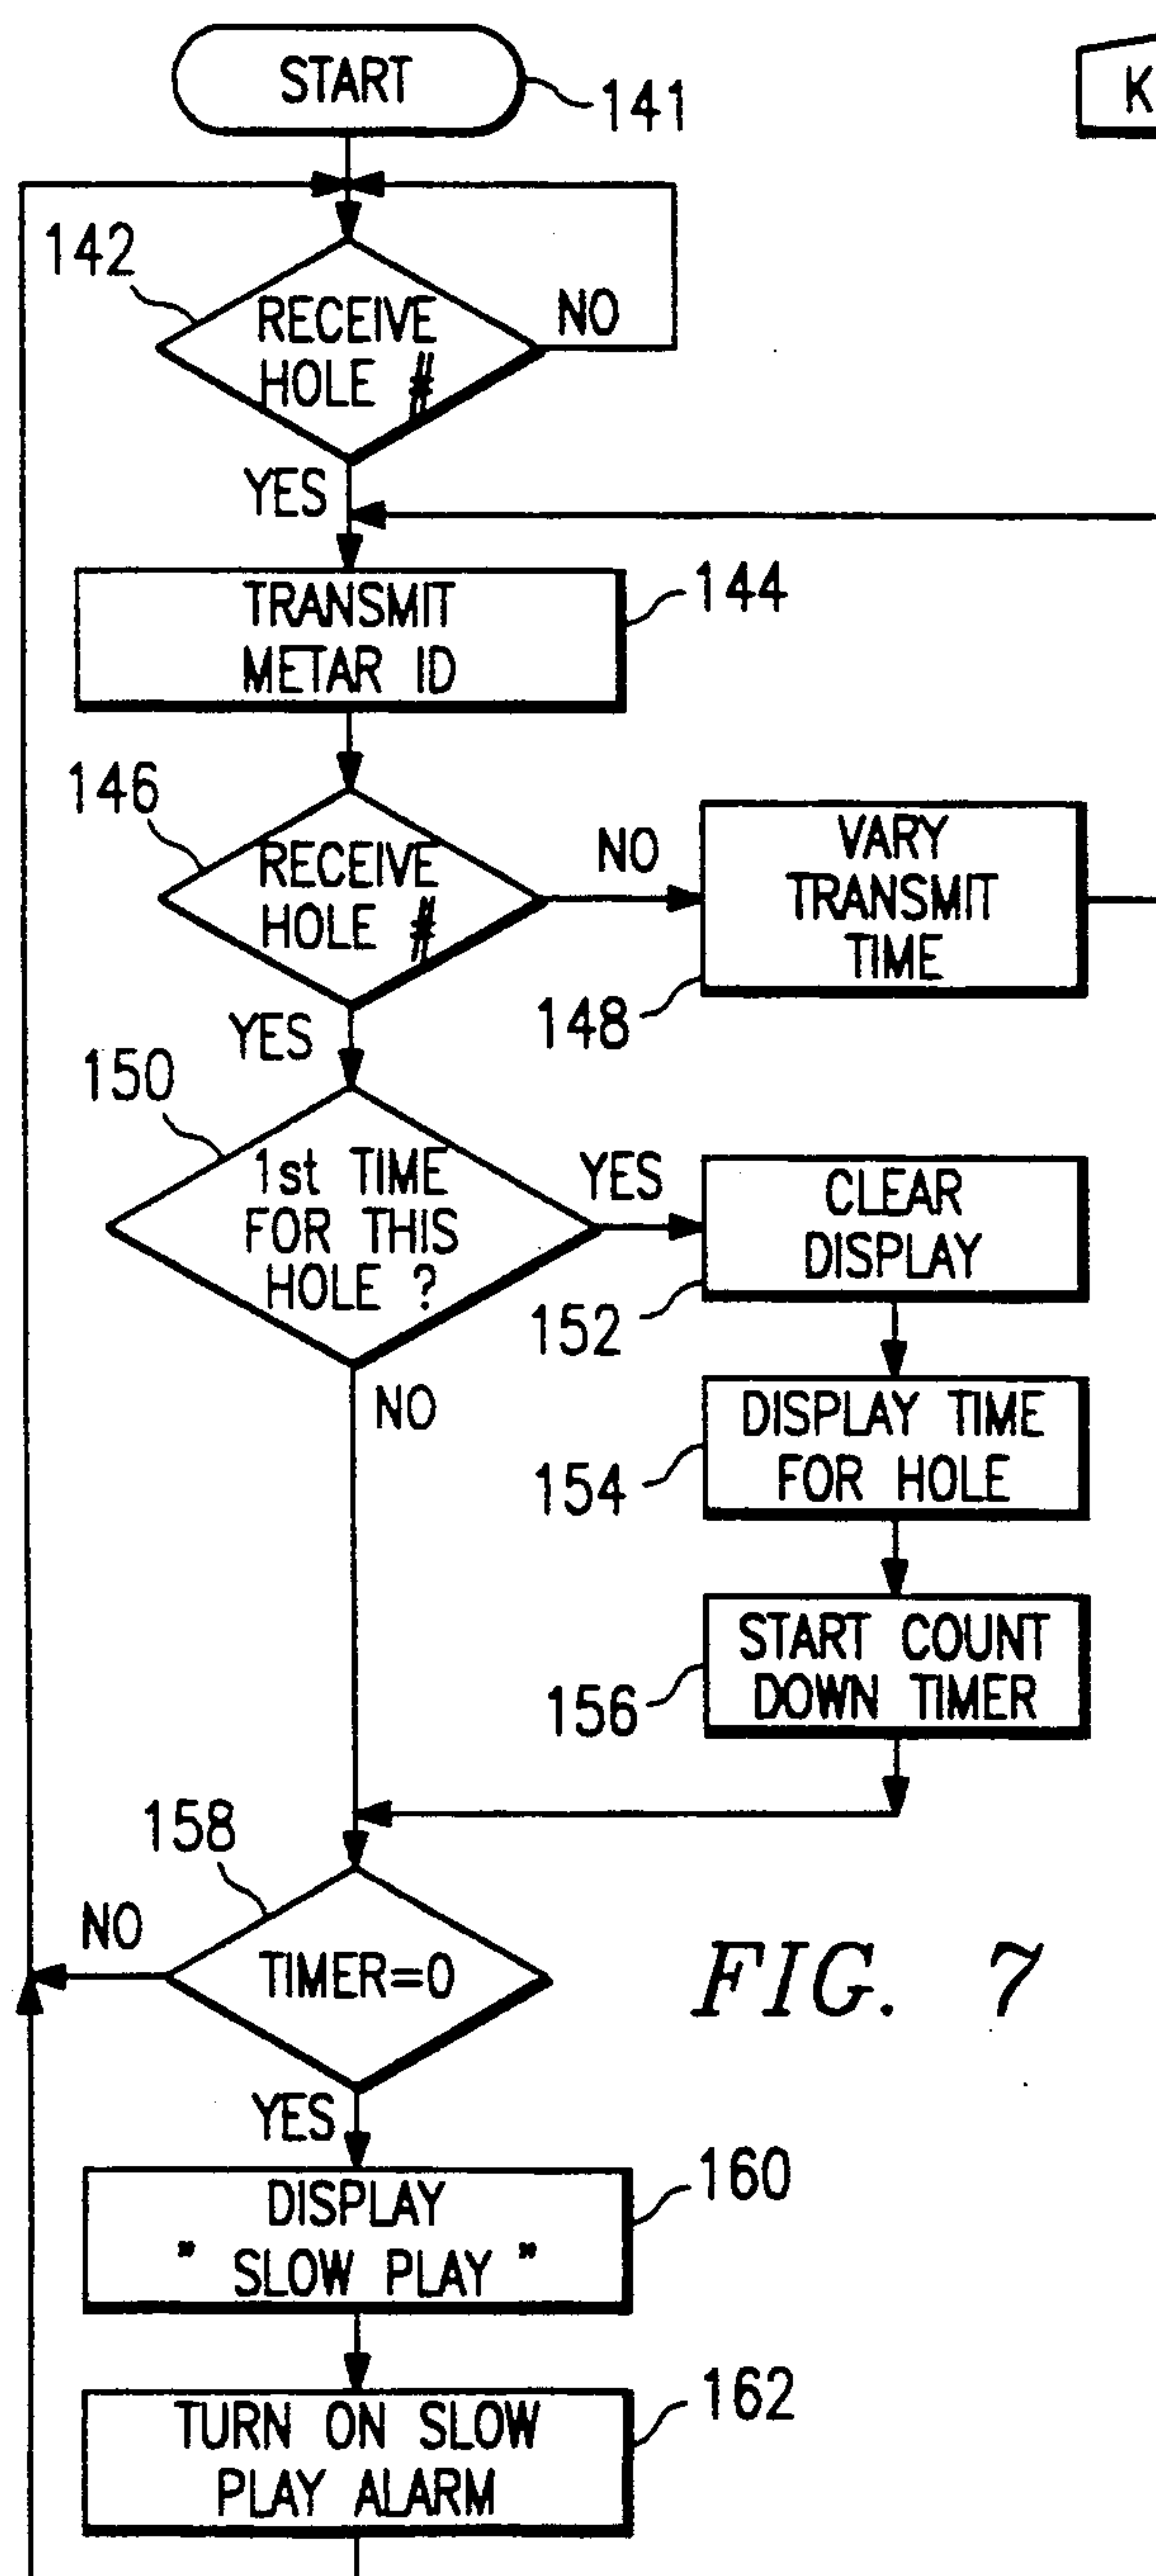 START
141
K
142
RECEIVE
HOLE #
NO
YES
TRANSMIT
METAR ID
144
146
RECEIVE
HOLE #
NO
VARY
TRANSMIT
TIME
148
YES
150
1st TIME
FOR THIS
HOLE ?
YES
CLEAR
DISPLAY
152
NO
DISPLAY TIME
FOR HOLE
154
START COUNT
DOWN TIMER
156
158
NO
TIMER=0
FIG. 7
YES
DISPLAY
" SLOW PLAY "
160
TURN ON SLOW
PLAY ALARM
162